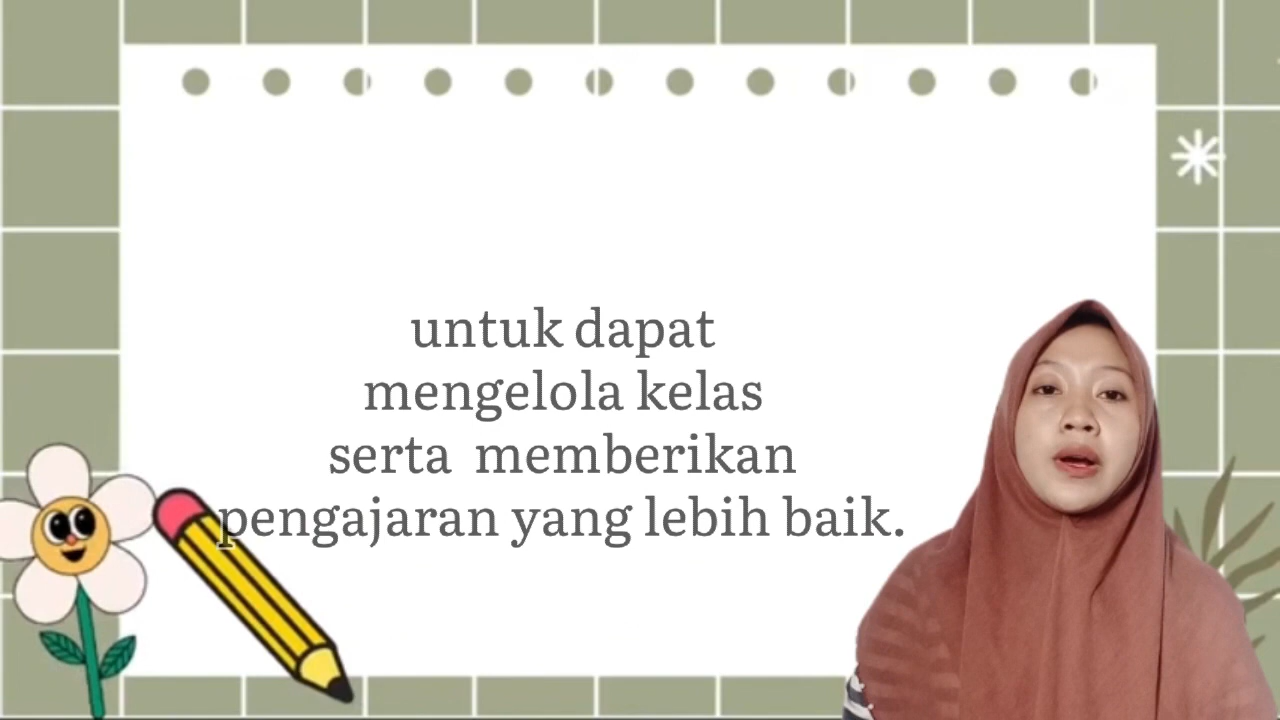 untuk dapat
mengelola kelas
serta memberikan
pengajaran yang lebih baik.